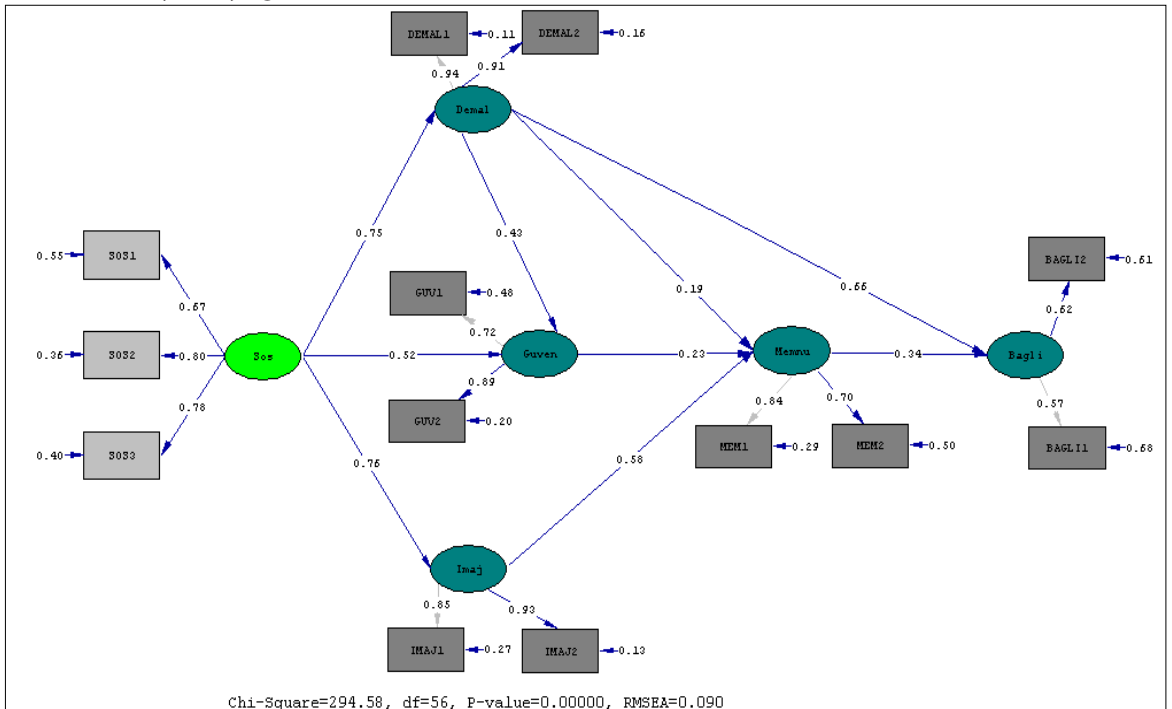 DEMAL1
0.11
DEMAL2
0.16
0.94
0.91
Demal
0.75
0.43
0.19
0.66
0.55
SOS1
0.67
BAGLI2
0.61
0.62
GUV1
0.48
0.72
0.36
SOS2
0.80
Sos
0.52
Guven
0.23
Memnu
0.34
Bagli
0.89
0.84
0.70
0.57
GUV2
0.20
0.78
0.40
SOS3
MEM1
0.29
MEM2
0.50
BAGLI1
0.68
0.76
0.58
Imaj
0.85
0.93
IMAJ1
0.27
IMAJ2
0.13
Chi-Square=294.58, df=56, P-value=0.00000, RMSEA=0.090